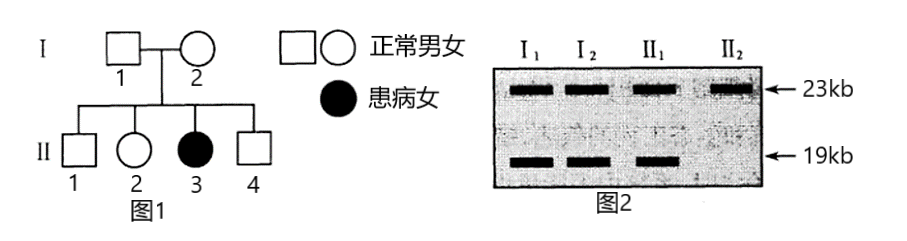 I
1
2
正常男女
患病女
II
1
2
3
4
图1
I₁ I₂ II₁ II₂
23kb
19kb
图2